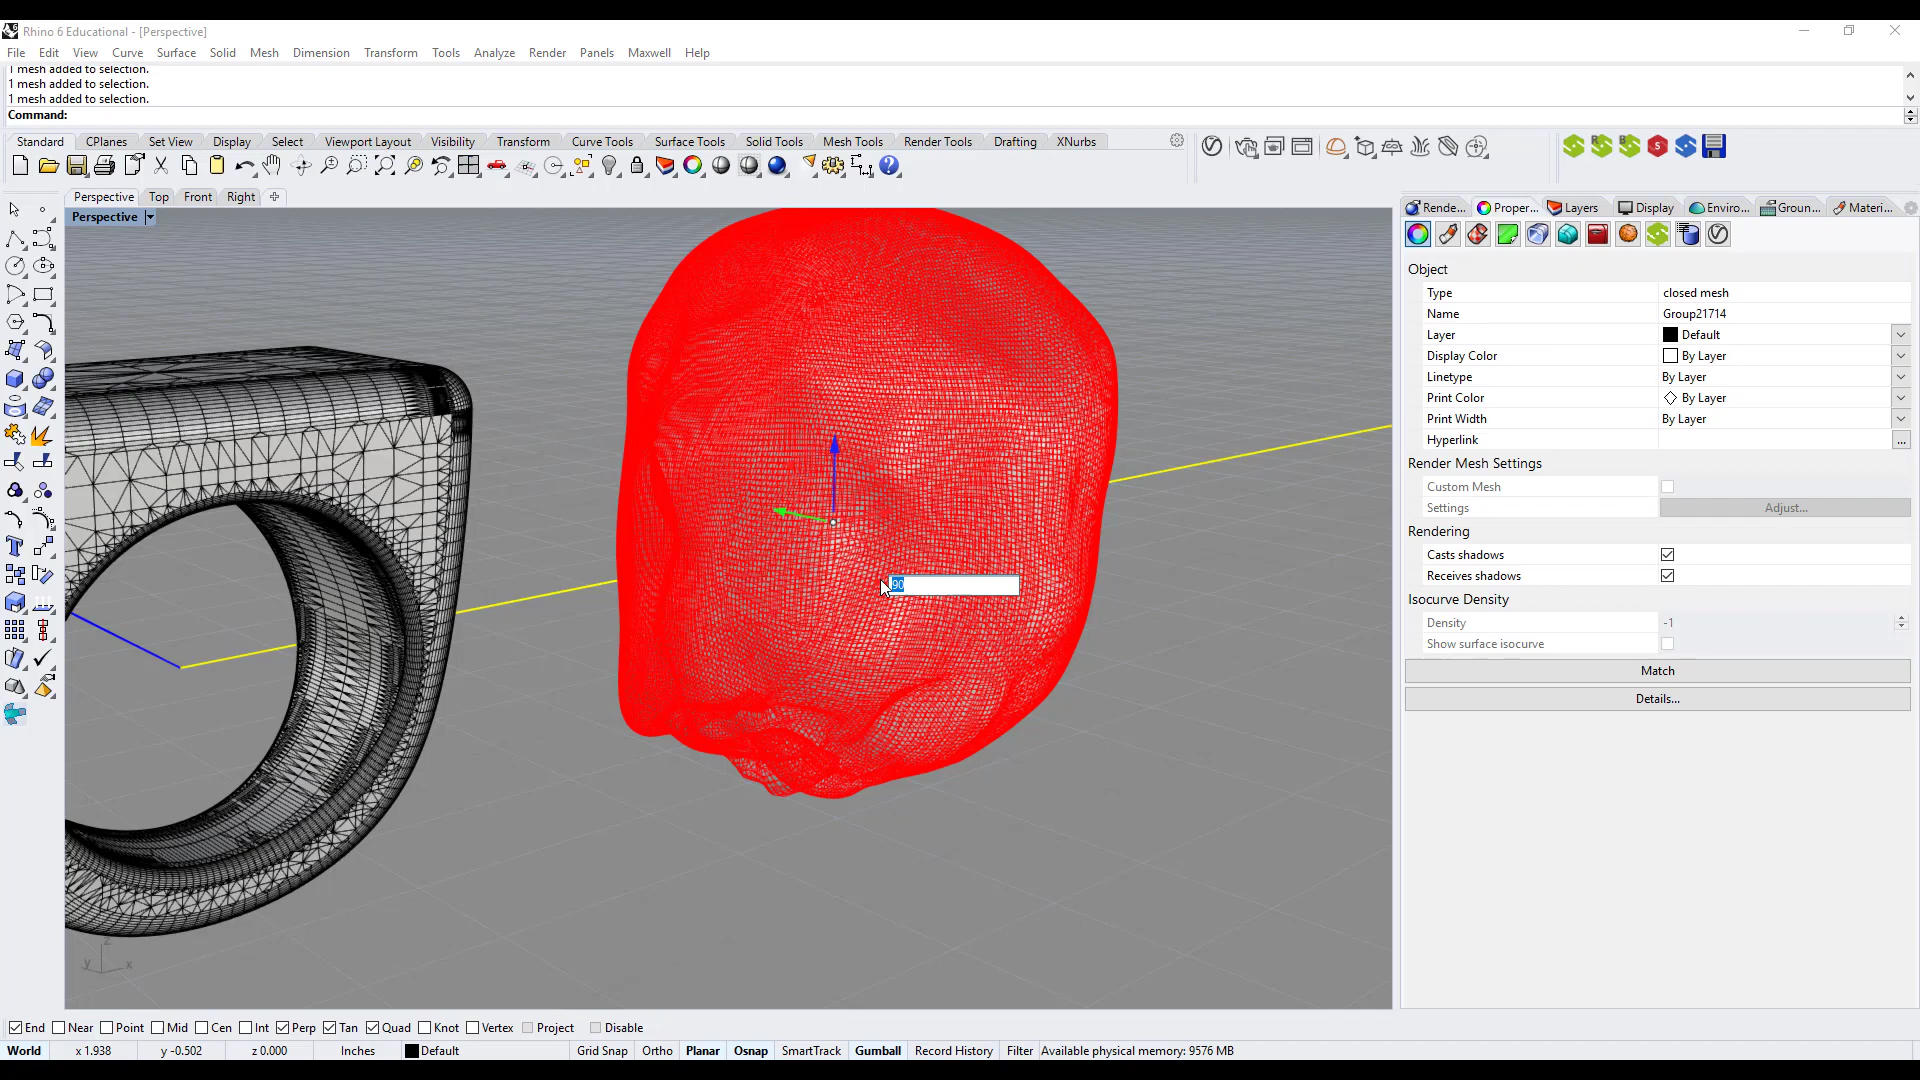 Rhino 6 Educational - [Perspective]
File Edit View Curve Surface Solid Mesh Dimension Transform Tools Analyze Render Panels Maxwell Help
1 mesh added to selection.
1 mesh added to selection.
1 mesh added to selection.
Command:
Standard CPlanes Set View Display Select Viewport Layout Visibility Transform Curve Tools Surface Tools Solid Tools Mesh Tools Render Tools Drafting XNurbs
Perspective Top Front Right
Perspective
Rende... Proper... Layers Display Enviro... Groun... Materi...
Object
Type closed mesh
Name Group21714
Layer Default
Display Color By Layer
Linetype By Layer
Print Color By Layer
Print Width By Layer
Hyperlink ...
Render Mesh Settings
Custom Mesh
Settings Adjust...
Rendering
Casts shadows
Receives shadows
Isocurve Density
Density -1
Show surface isocurve
Match
Details...
90
z
y x
End Near Point Mid Cen Int Perp Tan Quad Knot Vertex Project Disable
World x 1.938 y -0.502 z 0.000 Inches Default Grid Snap Ortho Planar Osnap SmartTrack Gumball Record History Filter Available physical memory: 9576 MB